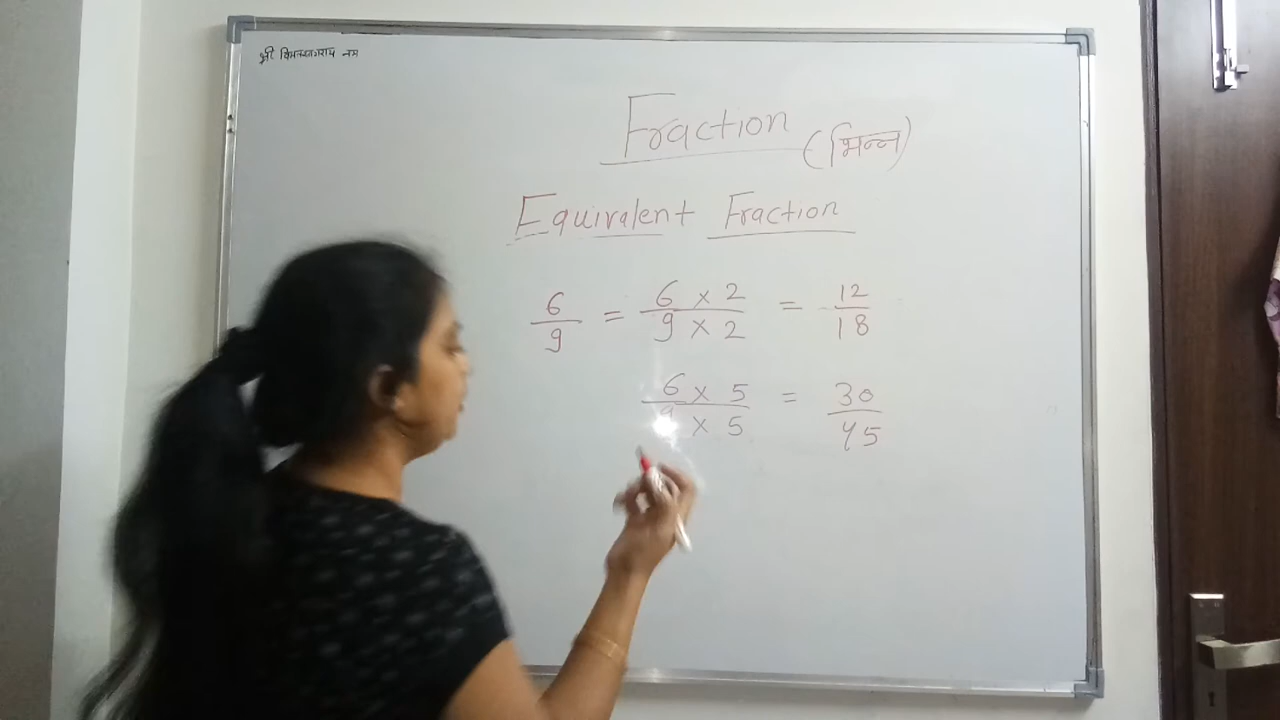 श्री
Fraction (भिन्न)
Equivalent Fraction
6/9 = 6 x 2 / 9 x 2 = 12/18
6 x 5 / 9 x 5 = 30/45